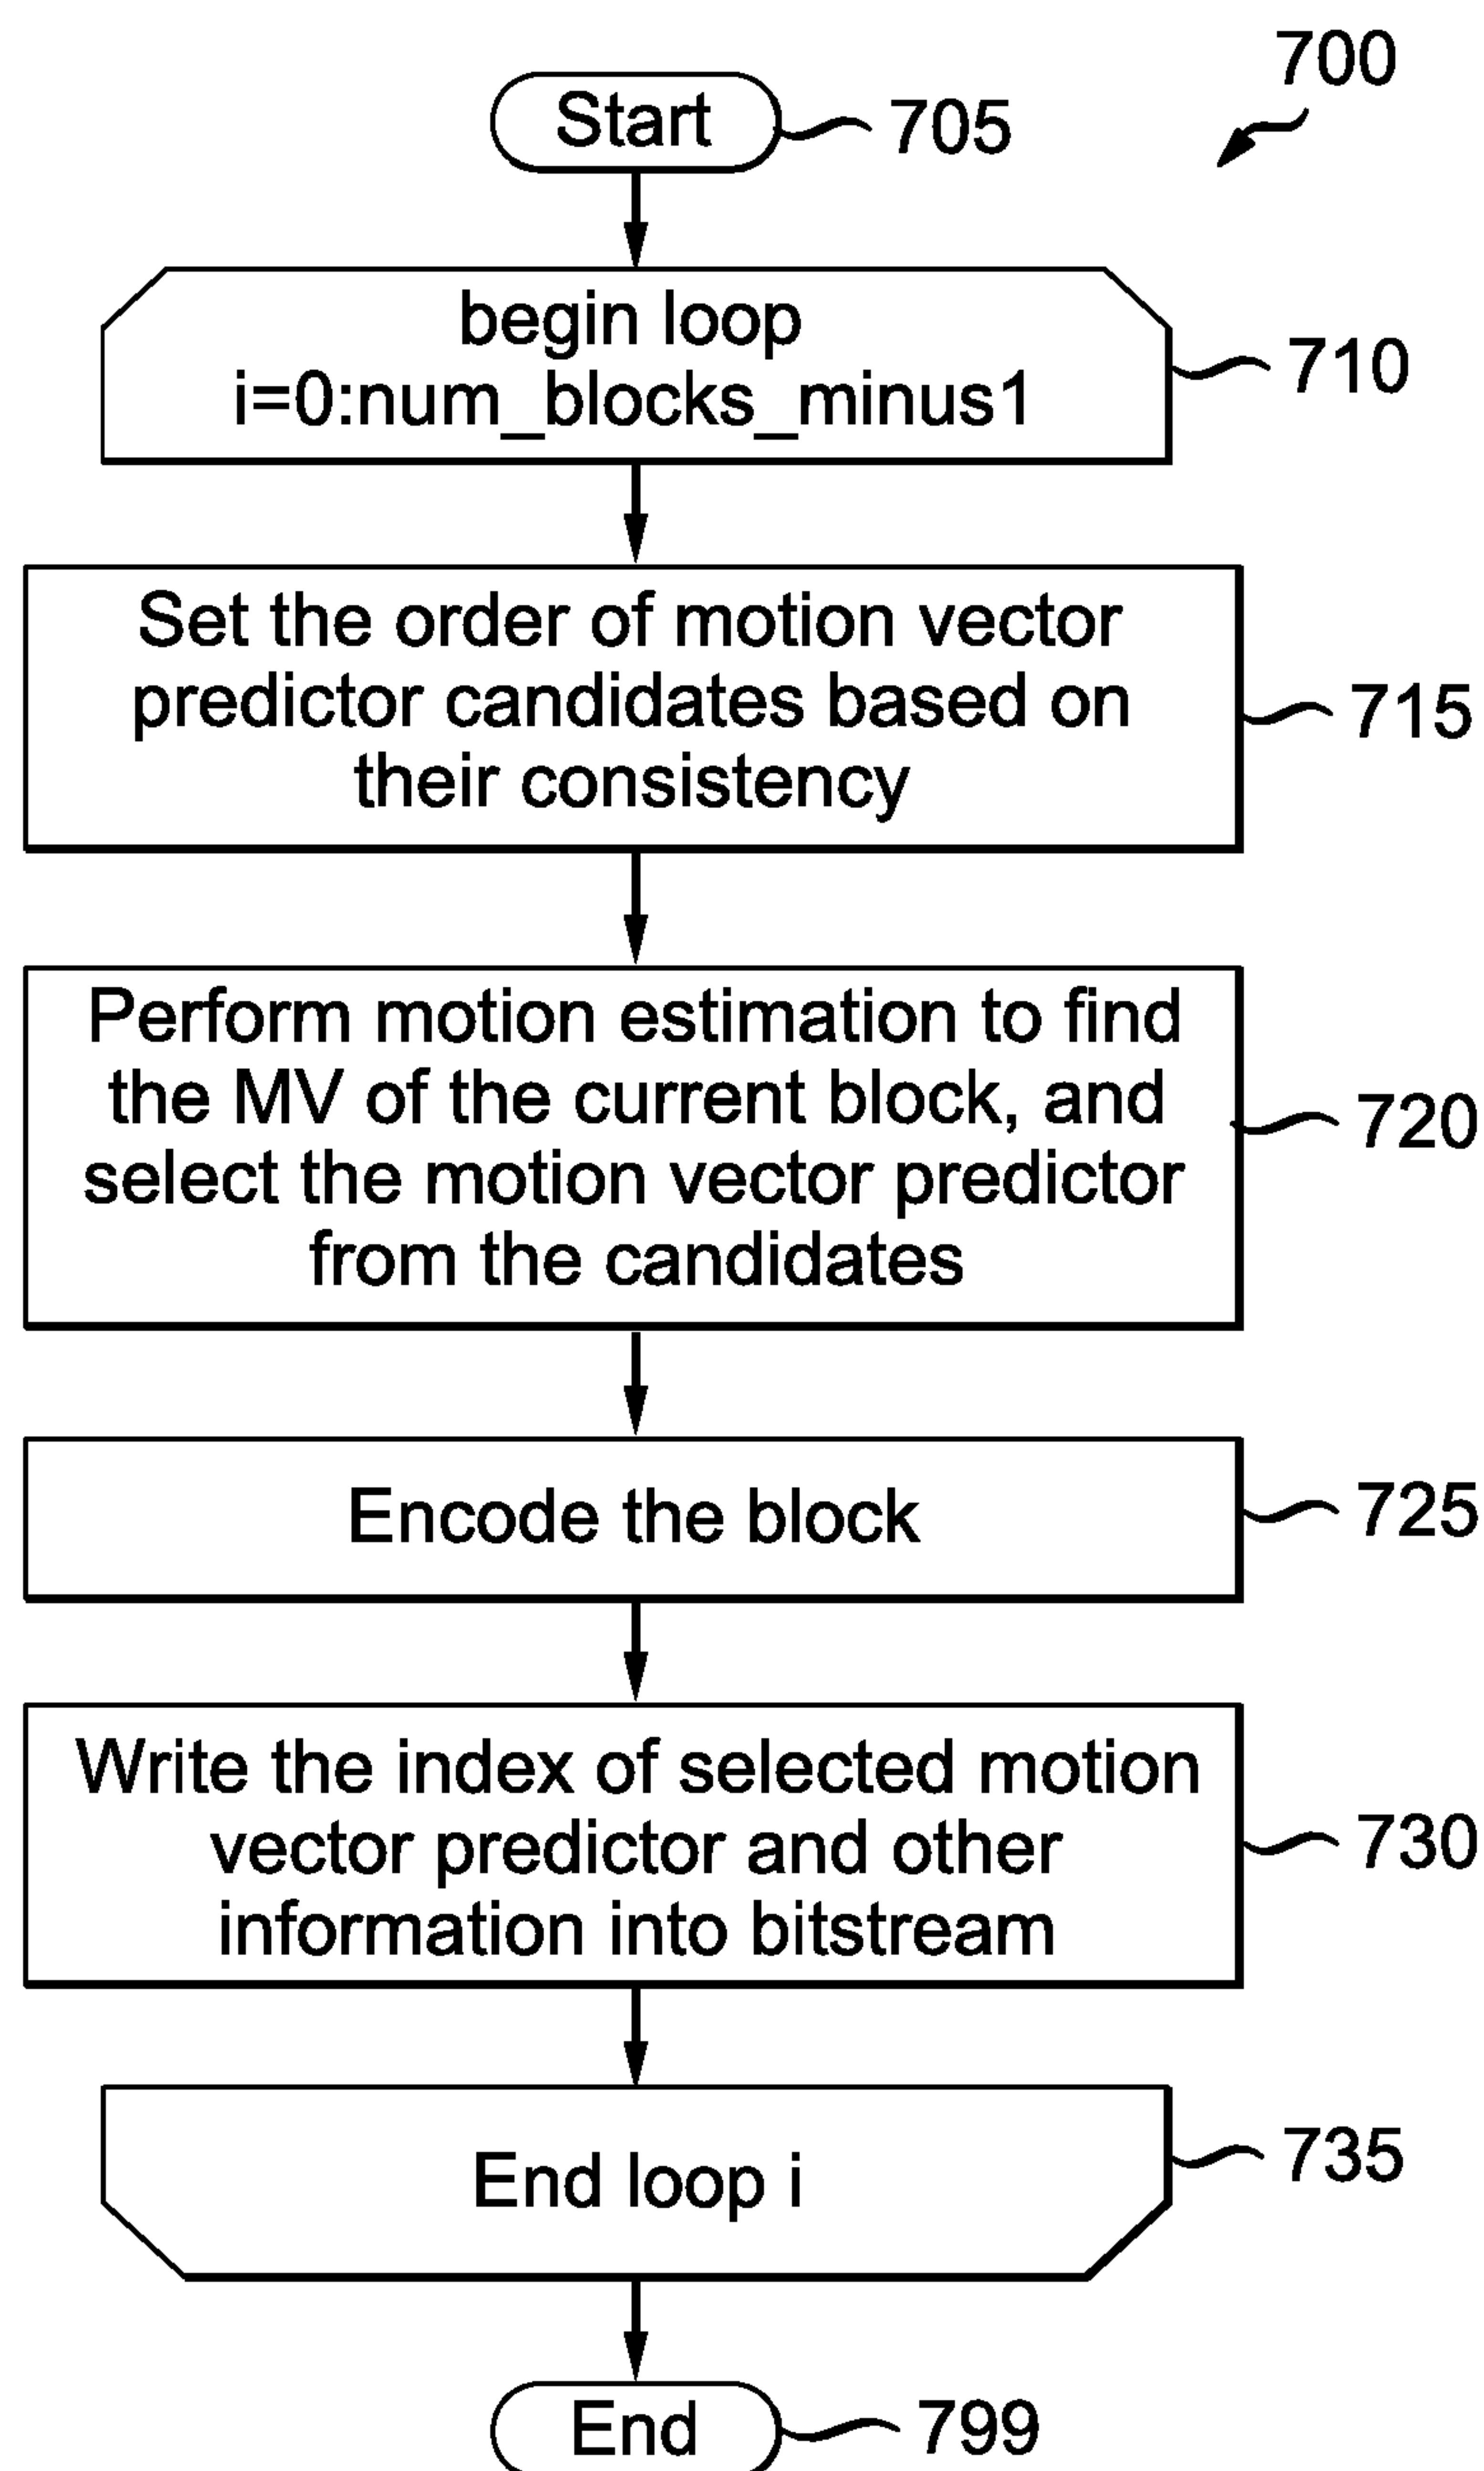 700
Start
705
begin loop
i=0:num_blocks_minus1
710
Set the order of motion vector
predictor candidates based on
their consistency
715
Perform motion estimation to find
the MV of the current block, and
select the motion vector predictor
from the candidates
720
Encode the block
725
Write the index of selected motion
vector predictor and other
information into bitstream
730
End loop i
735
End
799